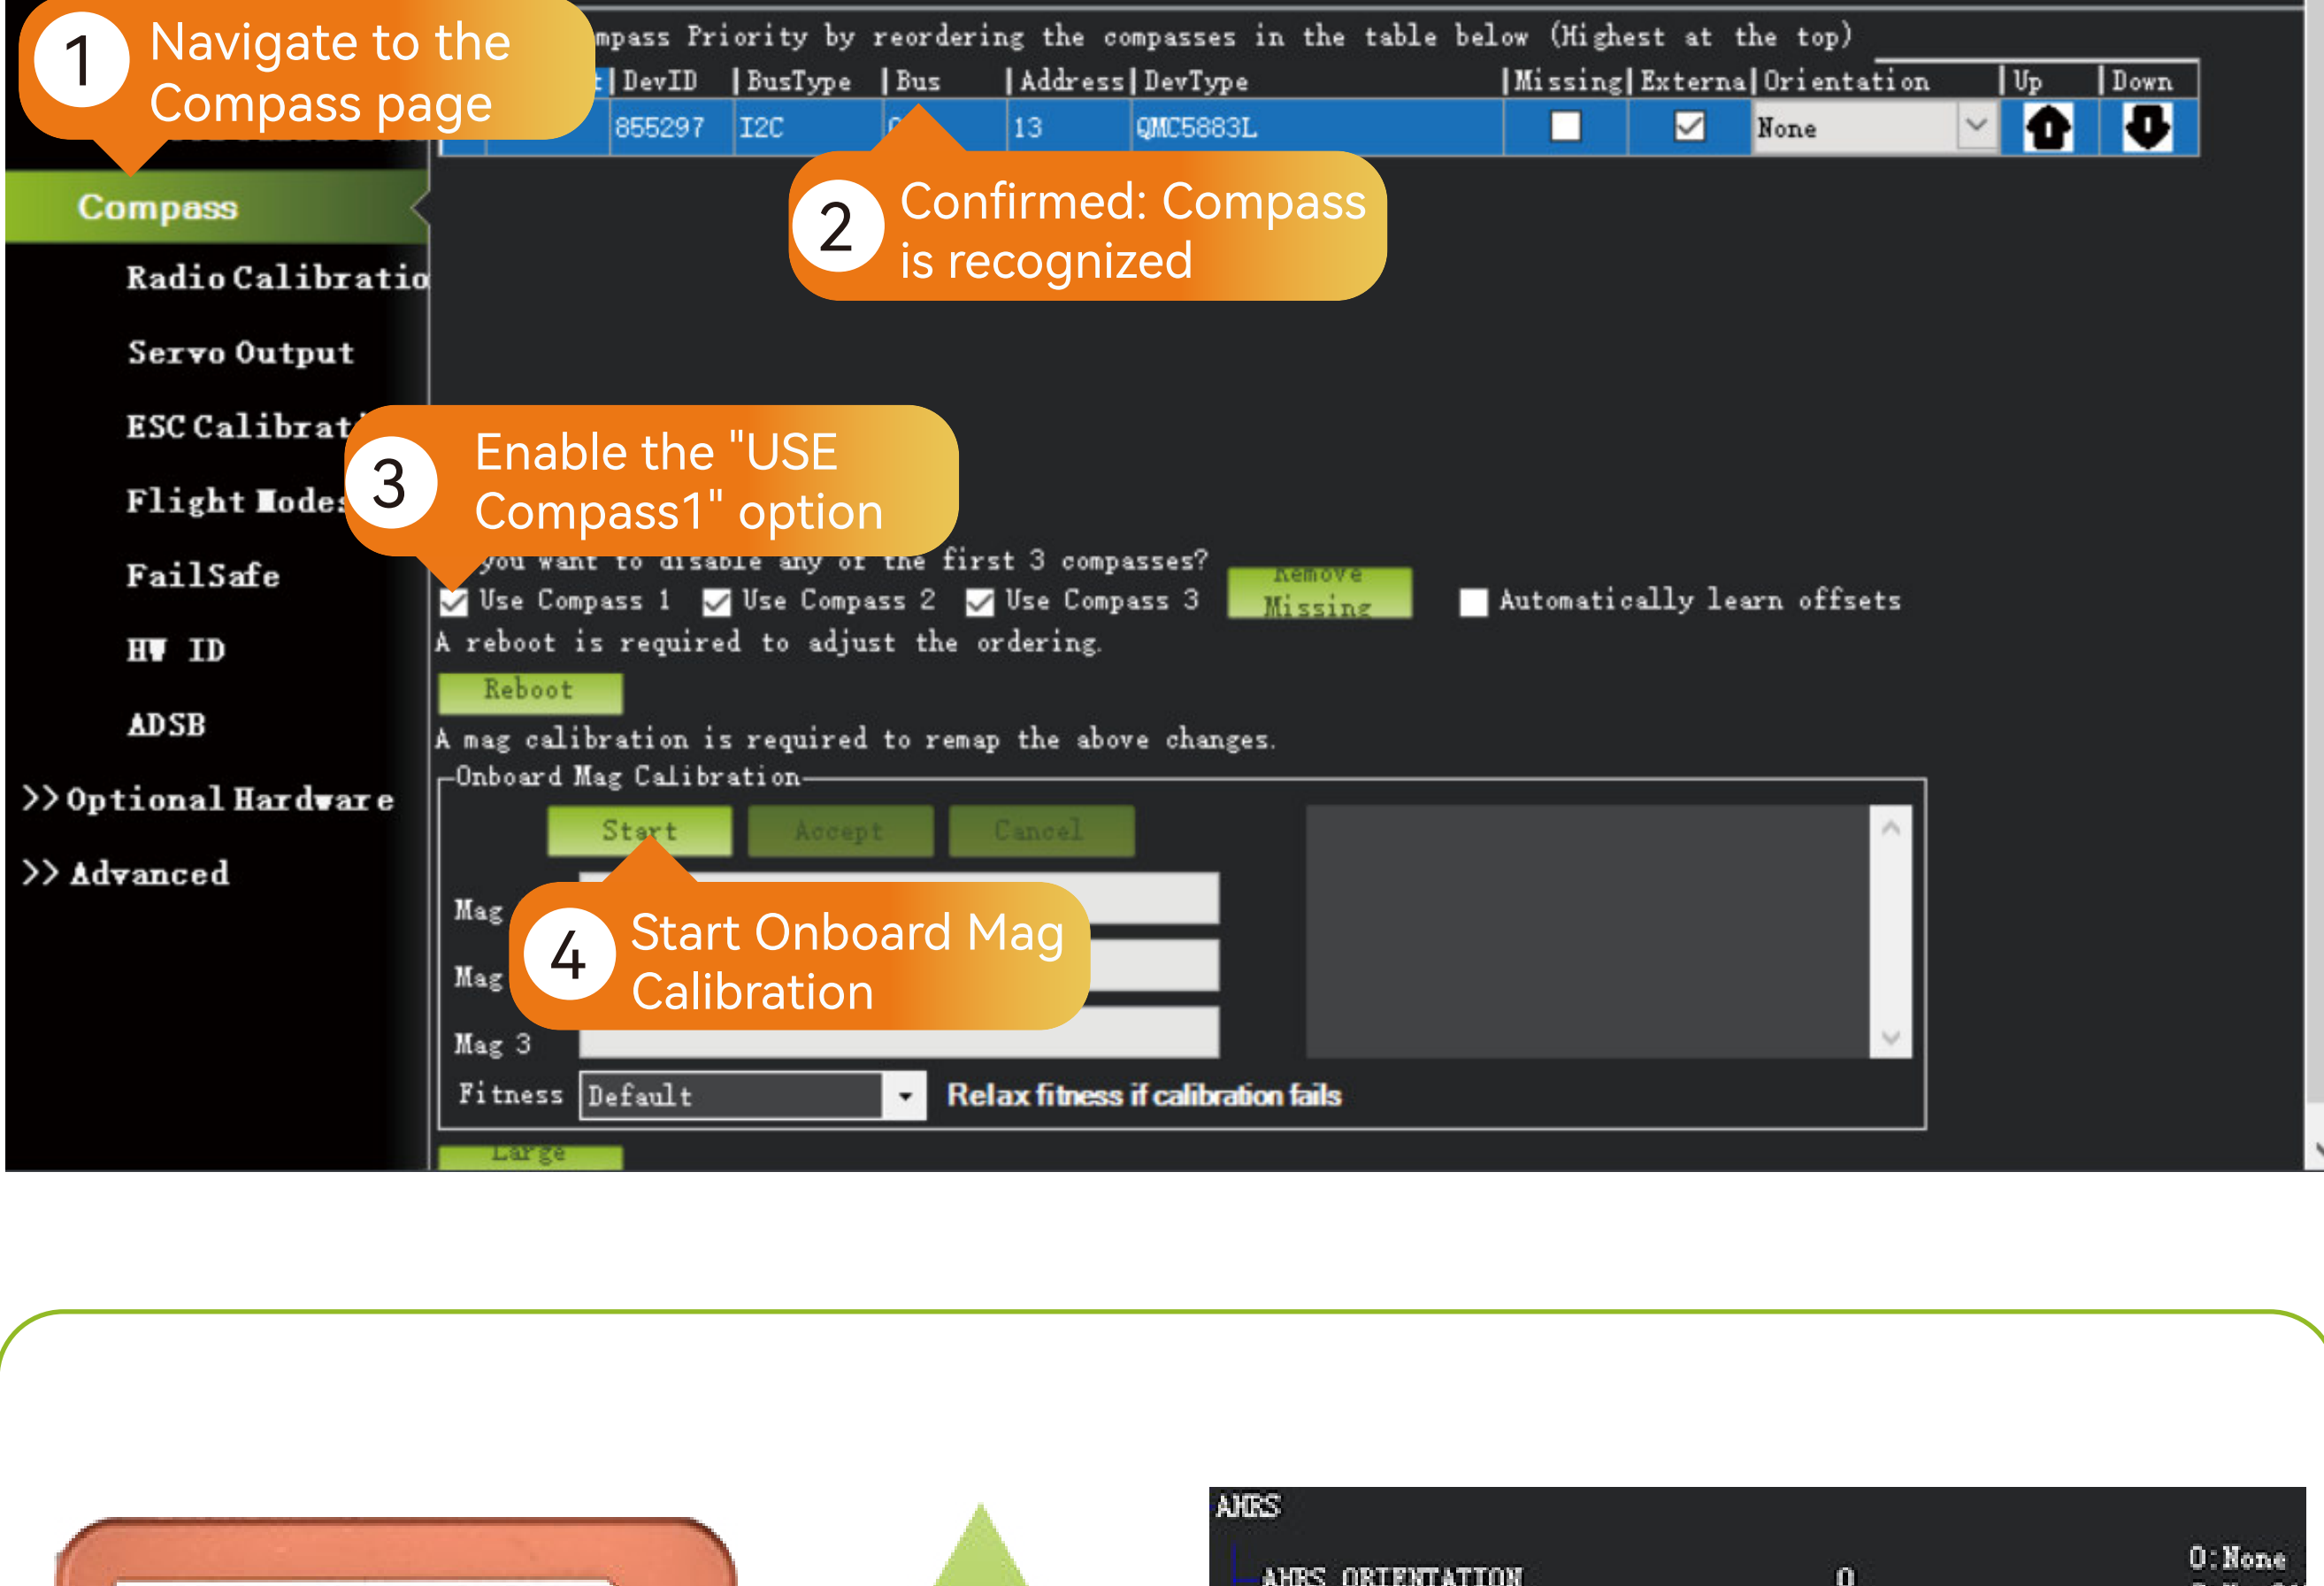 1 Navigate to the
Compass page
mpass Priority by reordering the compasses in the table below (Highest at the top)
DevID BusType Bus Address DevType Missing Externa Orientation Up Down
855297 I2C 13 QMC5883L None
Compass
2 Confirmed: Compass
is recognized
Radio Calibratio
Servo Output
ESC Calibrat
Flight Modes
FailSafe
HW ID
ADSB
>> Optional Hardware
>> Advanced
3 Enable the "USE
Compass1" option
you want to disable any of the first 3 compasses?
Use Compass 1 Use Compass 2 Use Compass 3 Remove
Missing Automatically learn offsets
A reboot is required to adjust the ordering.
Reboot
A mag calibration is required to remap the above changes.
Onboard Mag Calibration
Start Accept Cancel
Mag
4 Start Onboard Mag
Calibration
Mag
Mag 3
Fitness Default Relax fitness if calibration fails
Large
AHRS
0:None
AHRS ORIENTATION 0